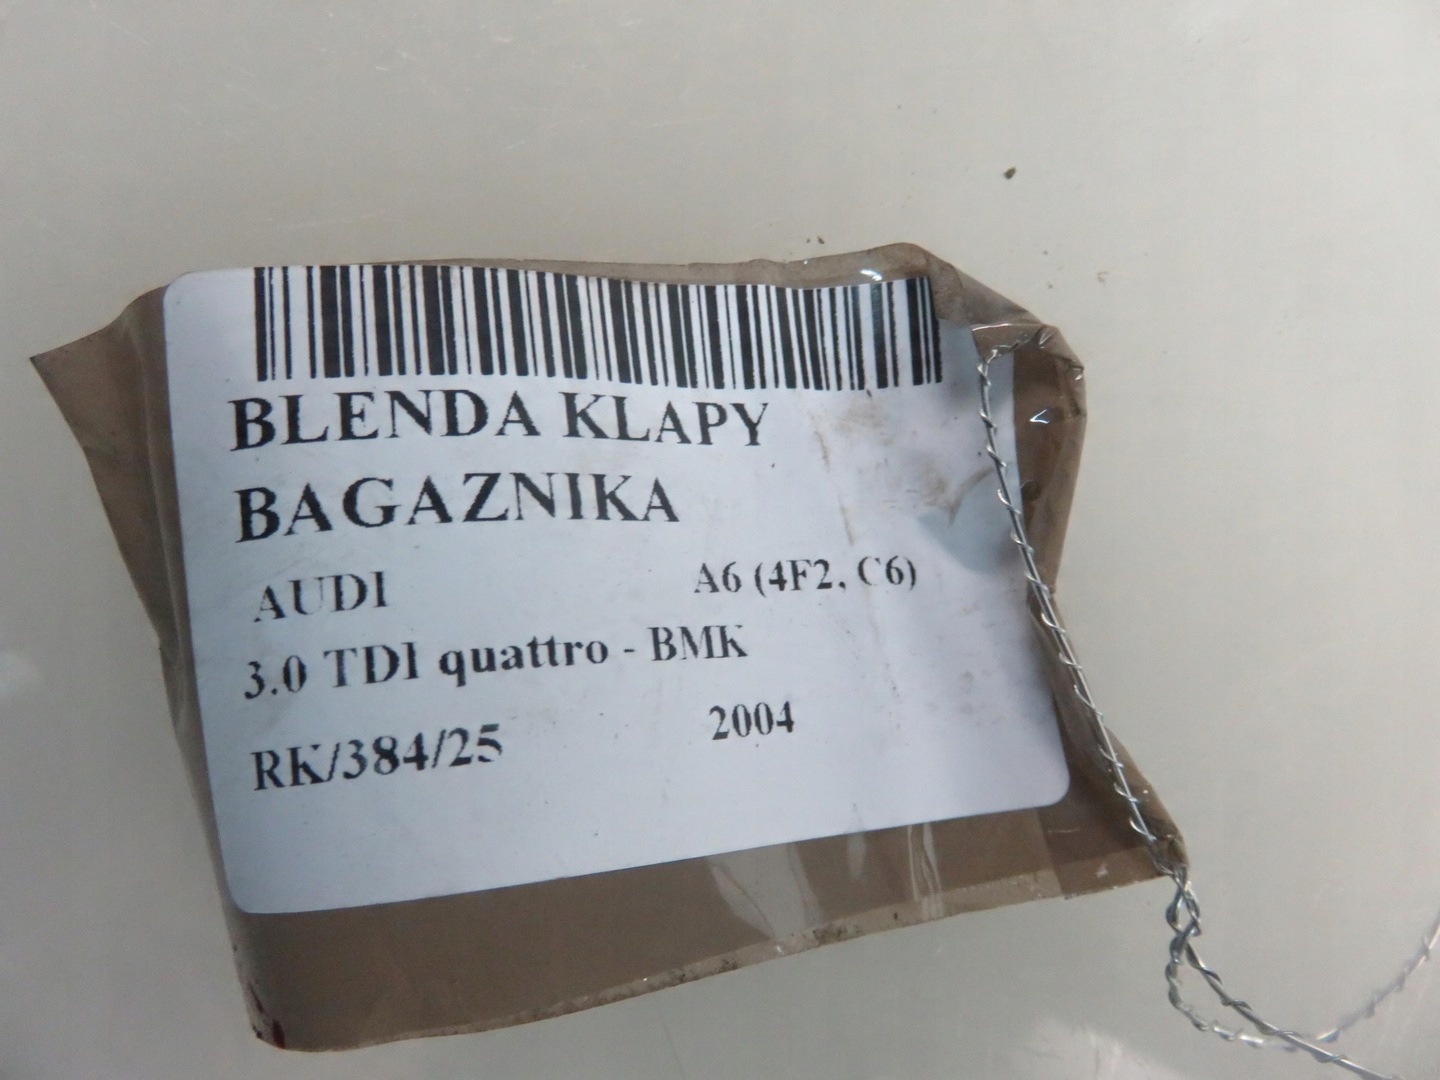 BLENDA KLAPY
BAGAZNIKA
AUDI A6 (4F2, C6)
3.0 TDI quattro - BMK
RK/384/25 2004